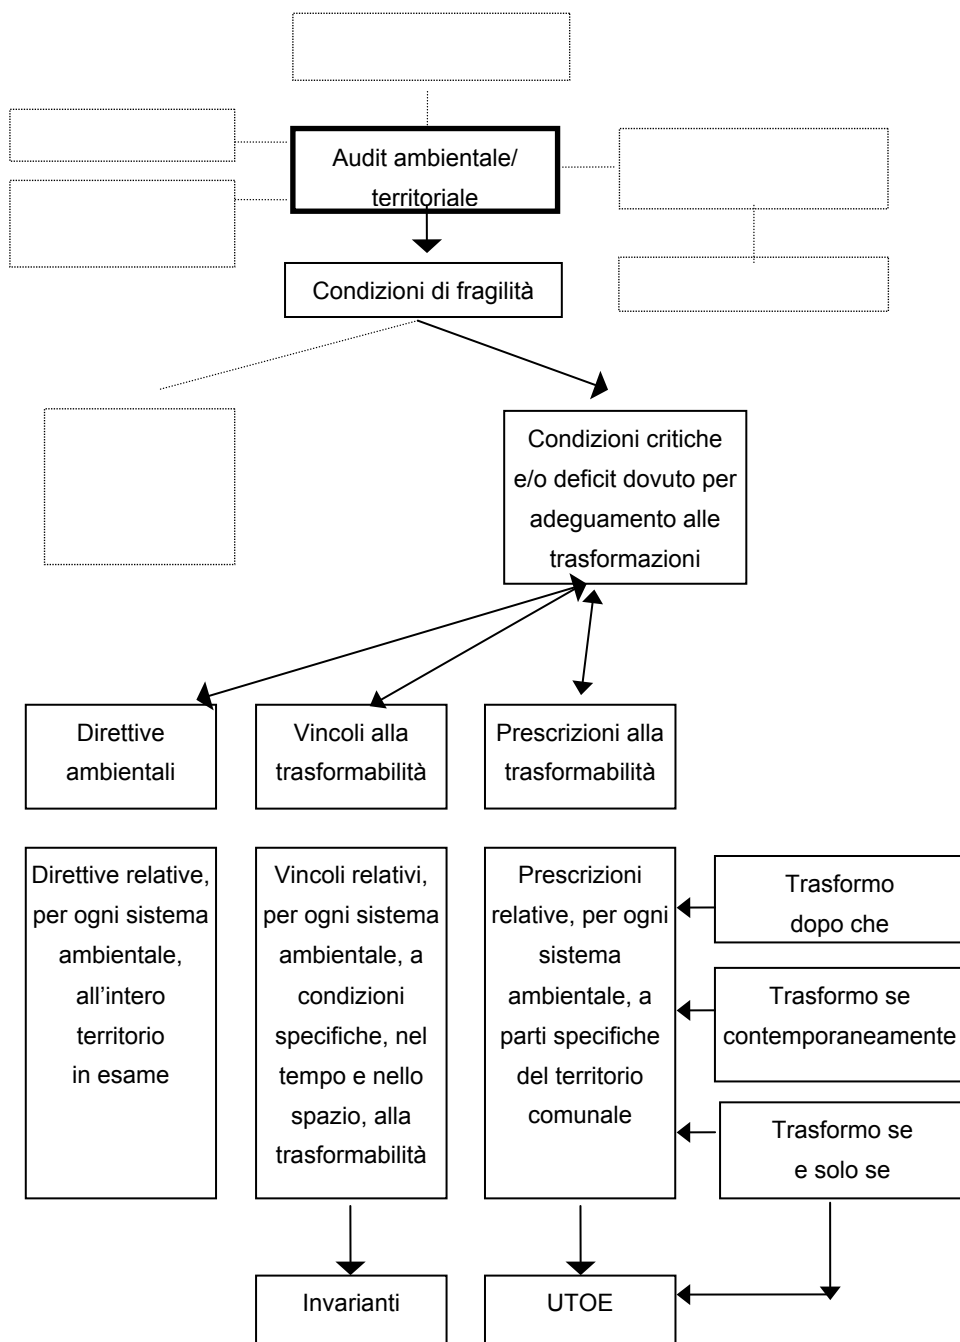 Audit ambientale/
territoriale
Condizioni di fragilità
Condizioni critiche
e/o deficit dovuto per
adeguamento alle
trasformazioni
Direttive
ambientali
Vincoli alla
trasformabilità
Prescrizioni alla
trasformabilità
Direttive relative,
per ogni sistema
ambientale,
all’intero
territorio
in esame
Vincoli relativi,
per ogni sistema
ambientale, a
condizioni
specifiche, nel
tempo e nello
spazio, alla
trasformabilità
Prescrizioni
relative, per ogni
sistema
ambientale, a
parti specifiche
del territorio
comunale
Trasformo
dopo che
Trasformo se
contemporaneamente
Trasformo se
e solo se
Invarianti
UTOE